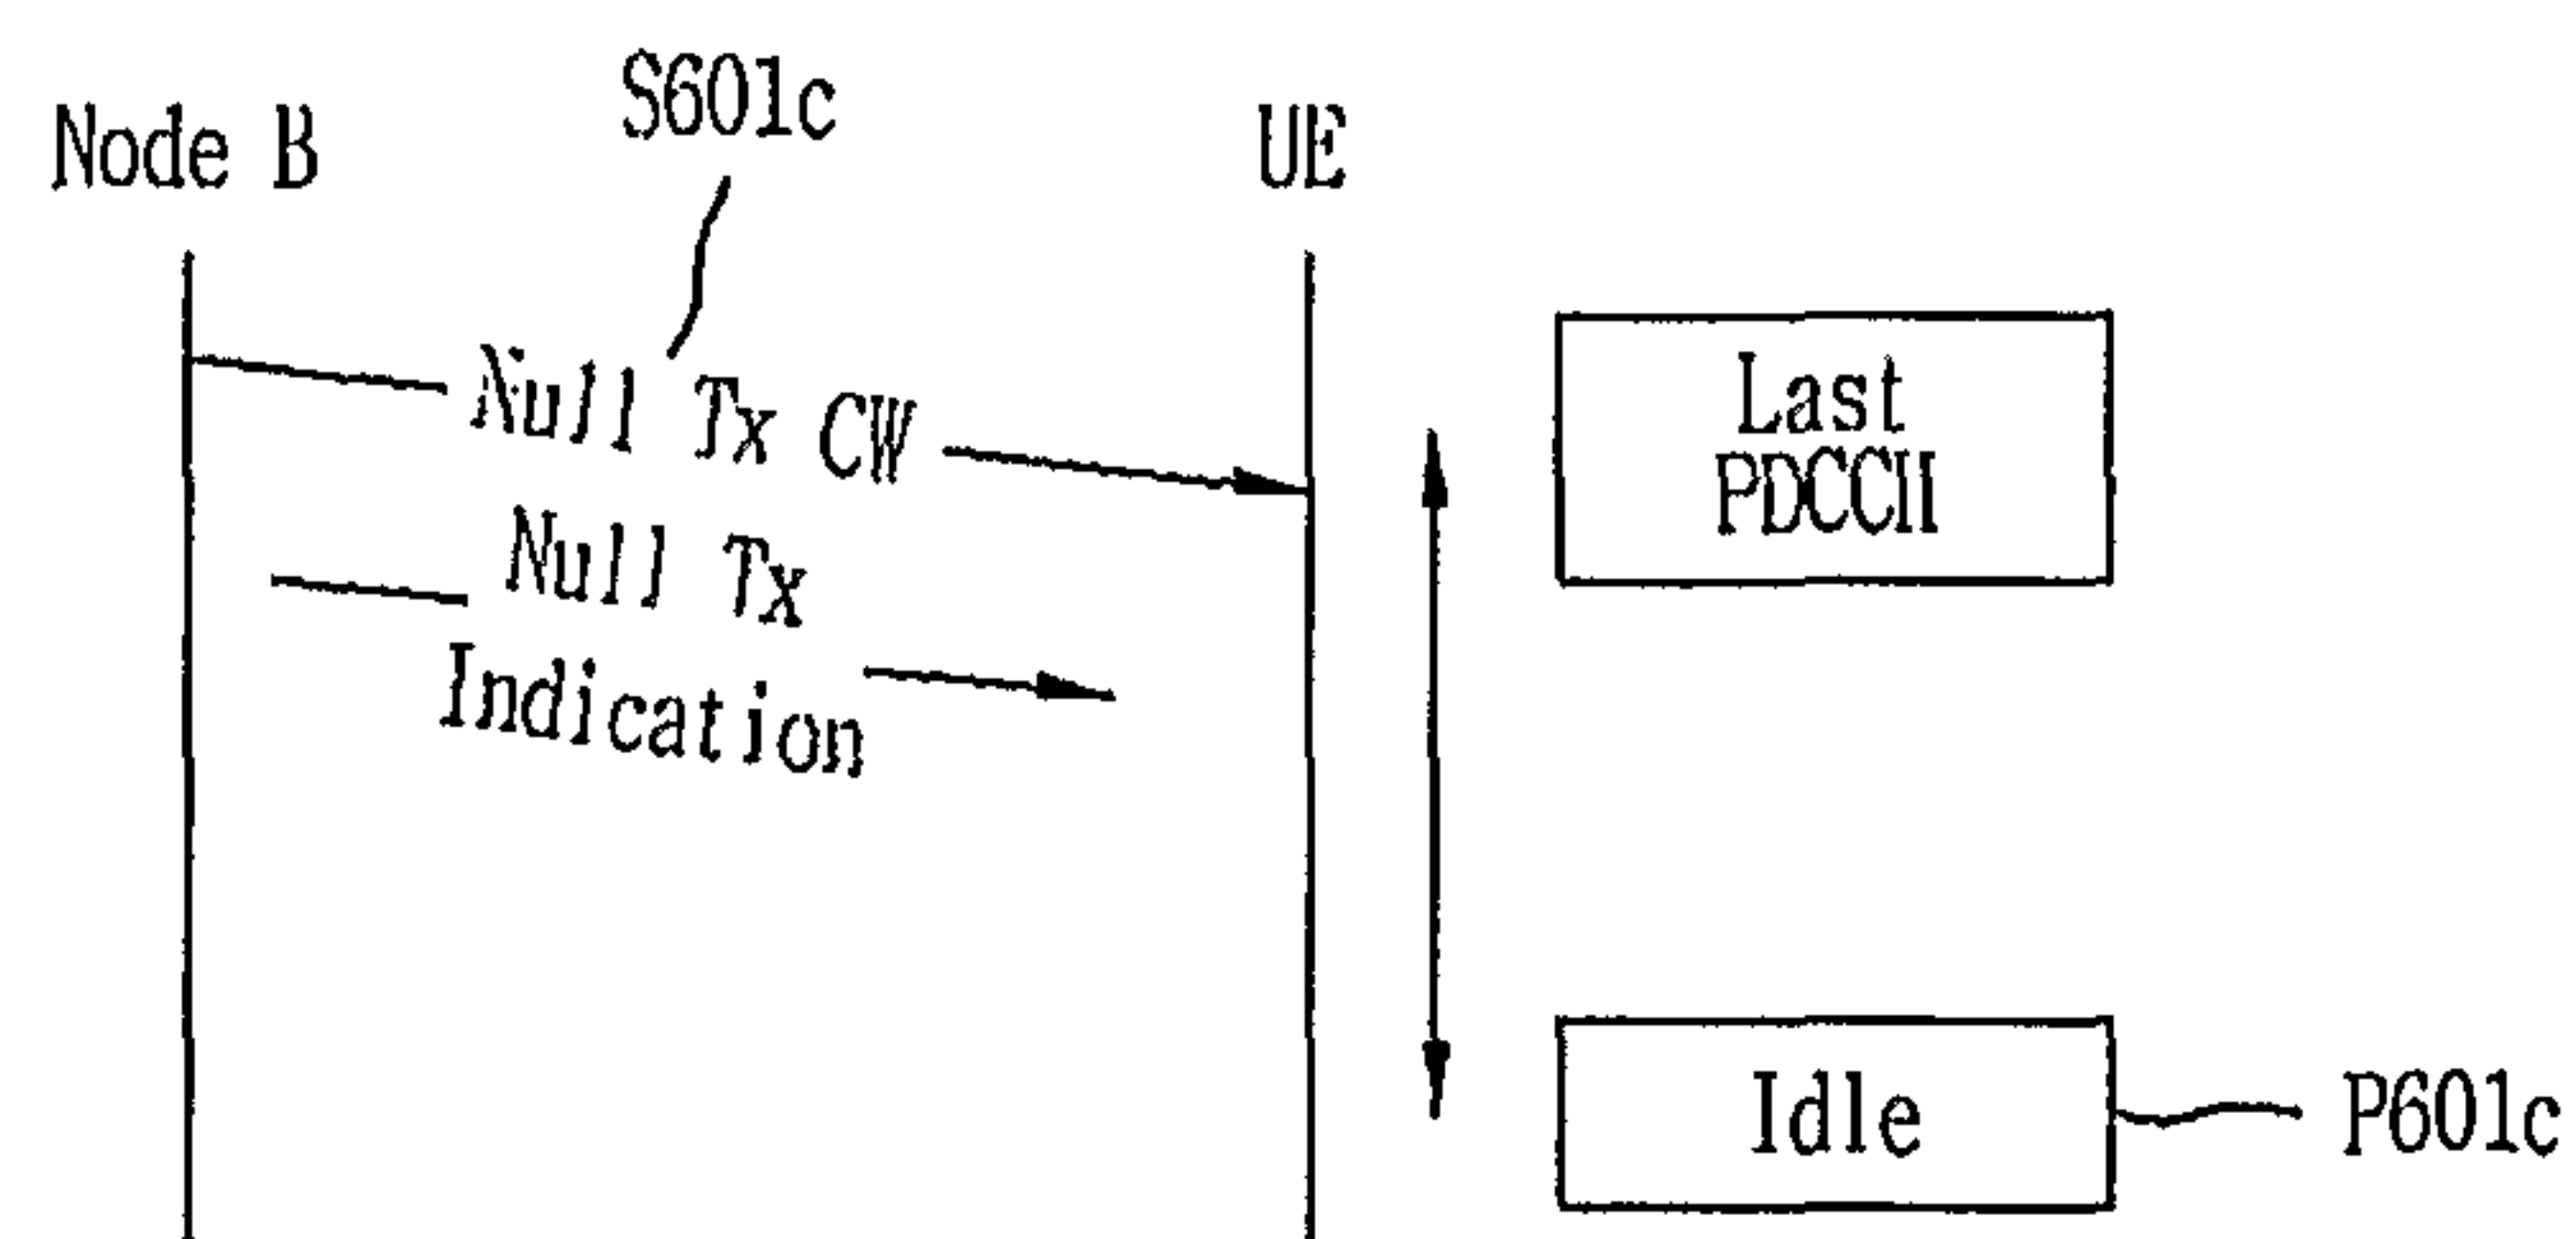 S601c
Node B
UE
Null Tx CW
Null Tx
Indication
Last
PDCCH
Idle
P601c